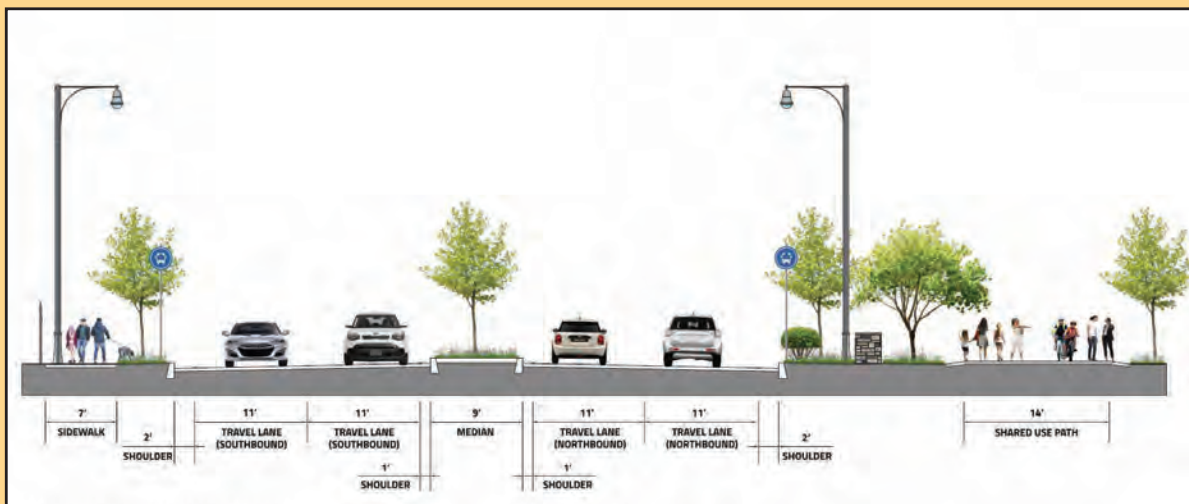 7'
SIDEWALK
2'
SHOULDER
11'
TRAVEL LANE
(SOUTHBOUND)
11'
TRAVEL LANE
(SOUTHBOUND)
1'
SHOULDER
9'
MEDIAN
1'
SHOULDER
11'
TRAVEL LANE
(NORTHBOUND)
11'
TRAVEL LANE
(NORTHBOUND)
2'
SHOULDER
14'
SHARED USE PATH